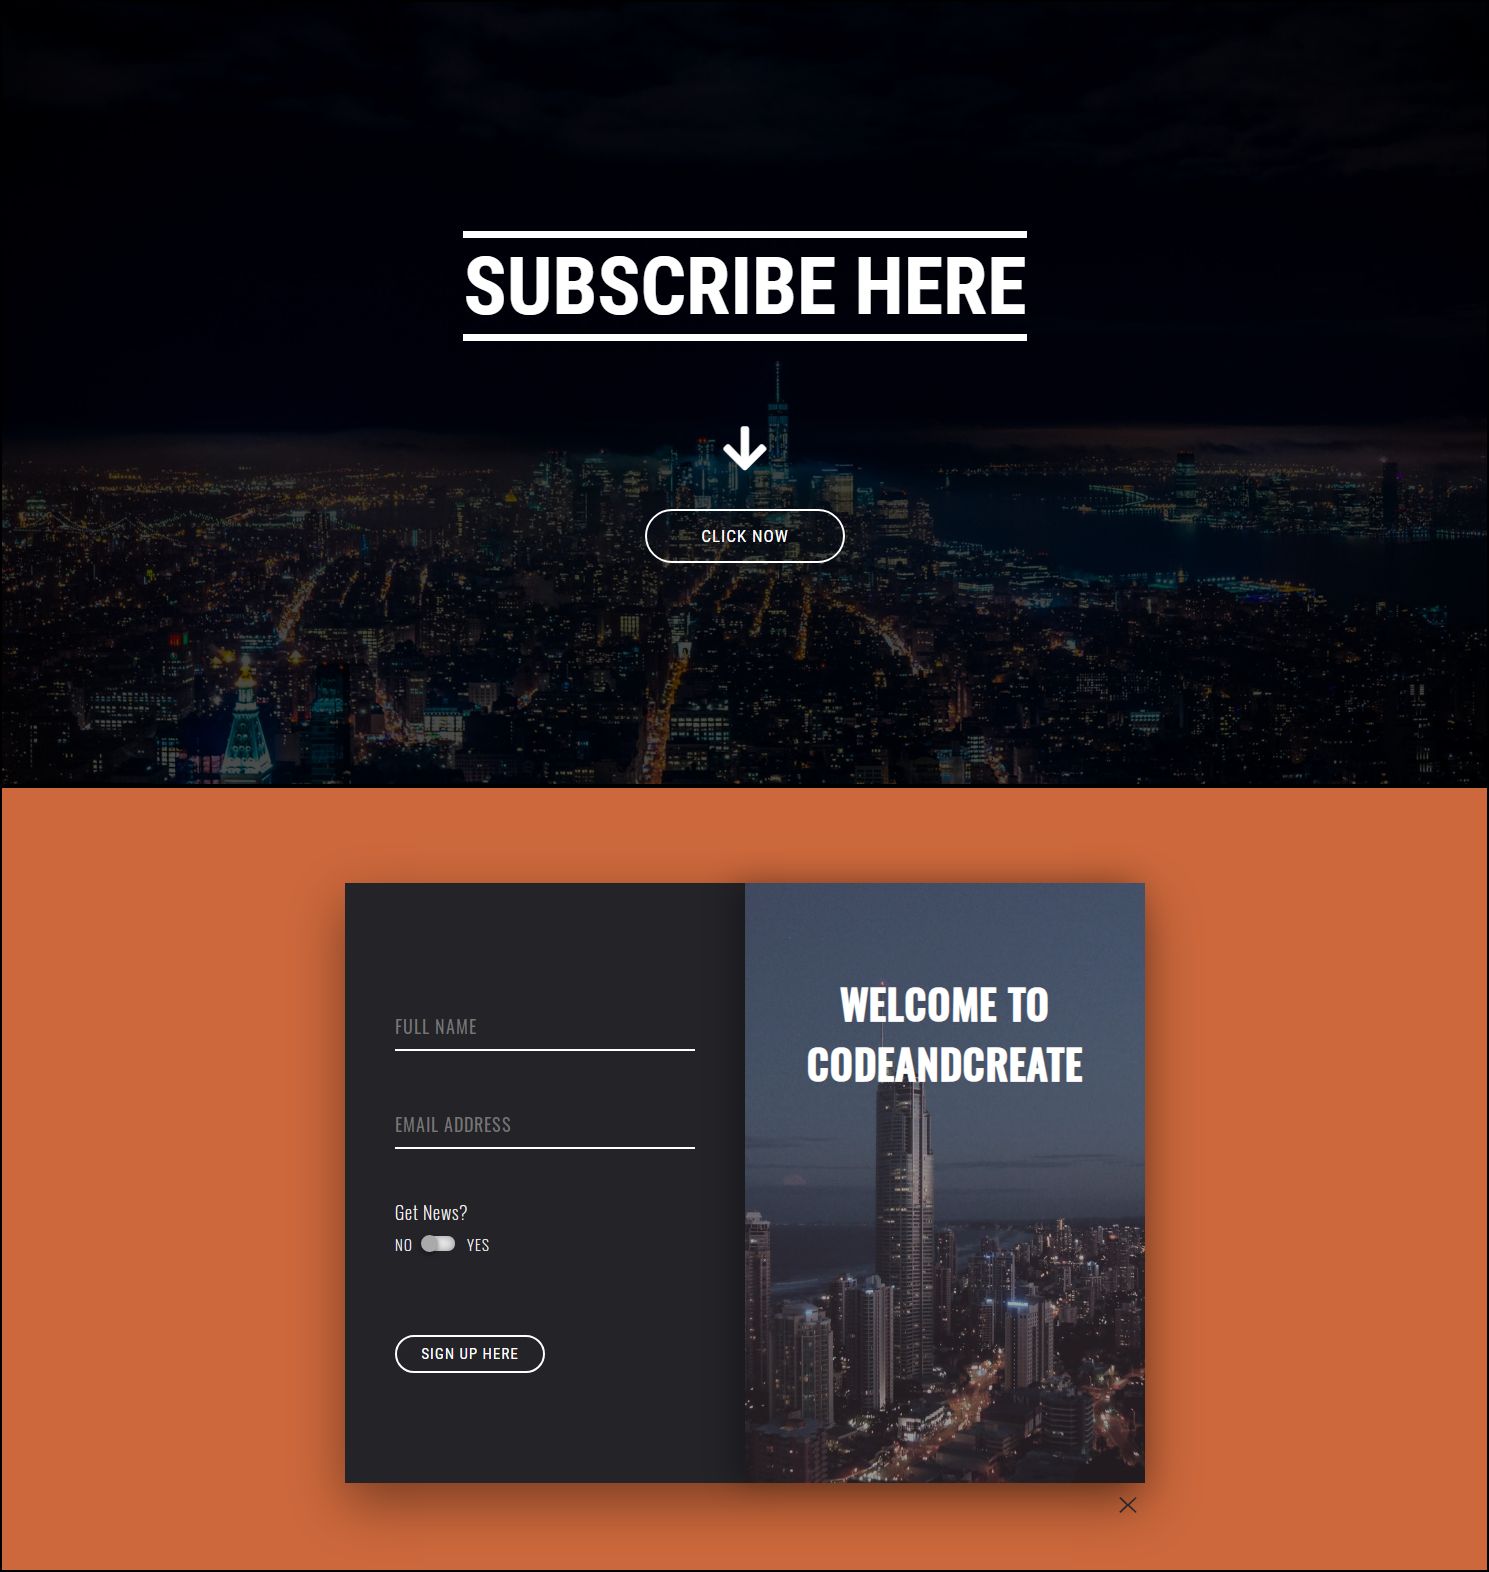 SUBSCRIBE HERE
CLICK NOW
FULL NAME
EMAIL ADDRESS
Get News?
NO YES
SIGN UP HERE
WELCOME TO
CODEANDCREATE